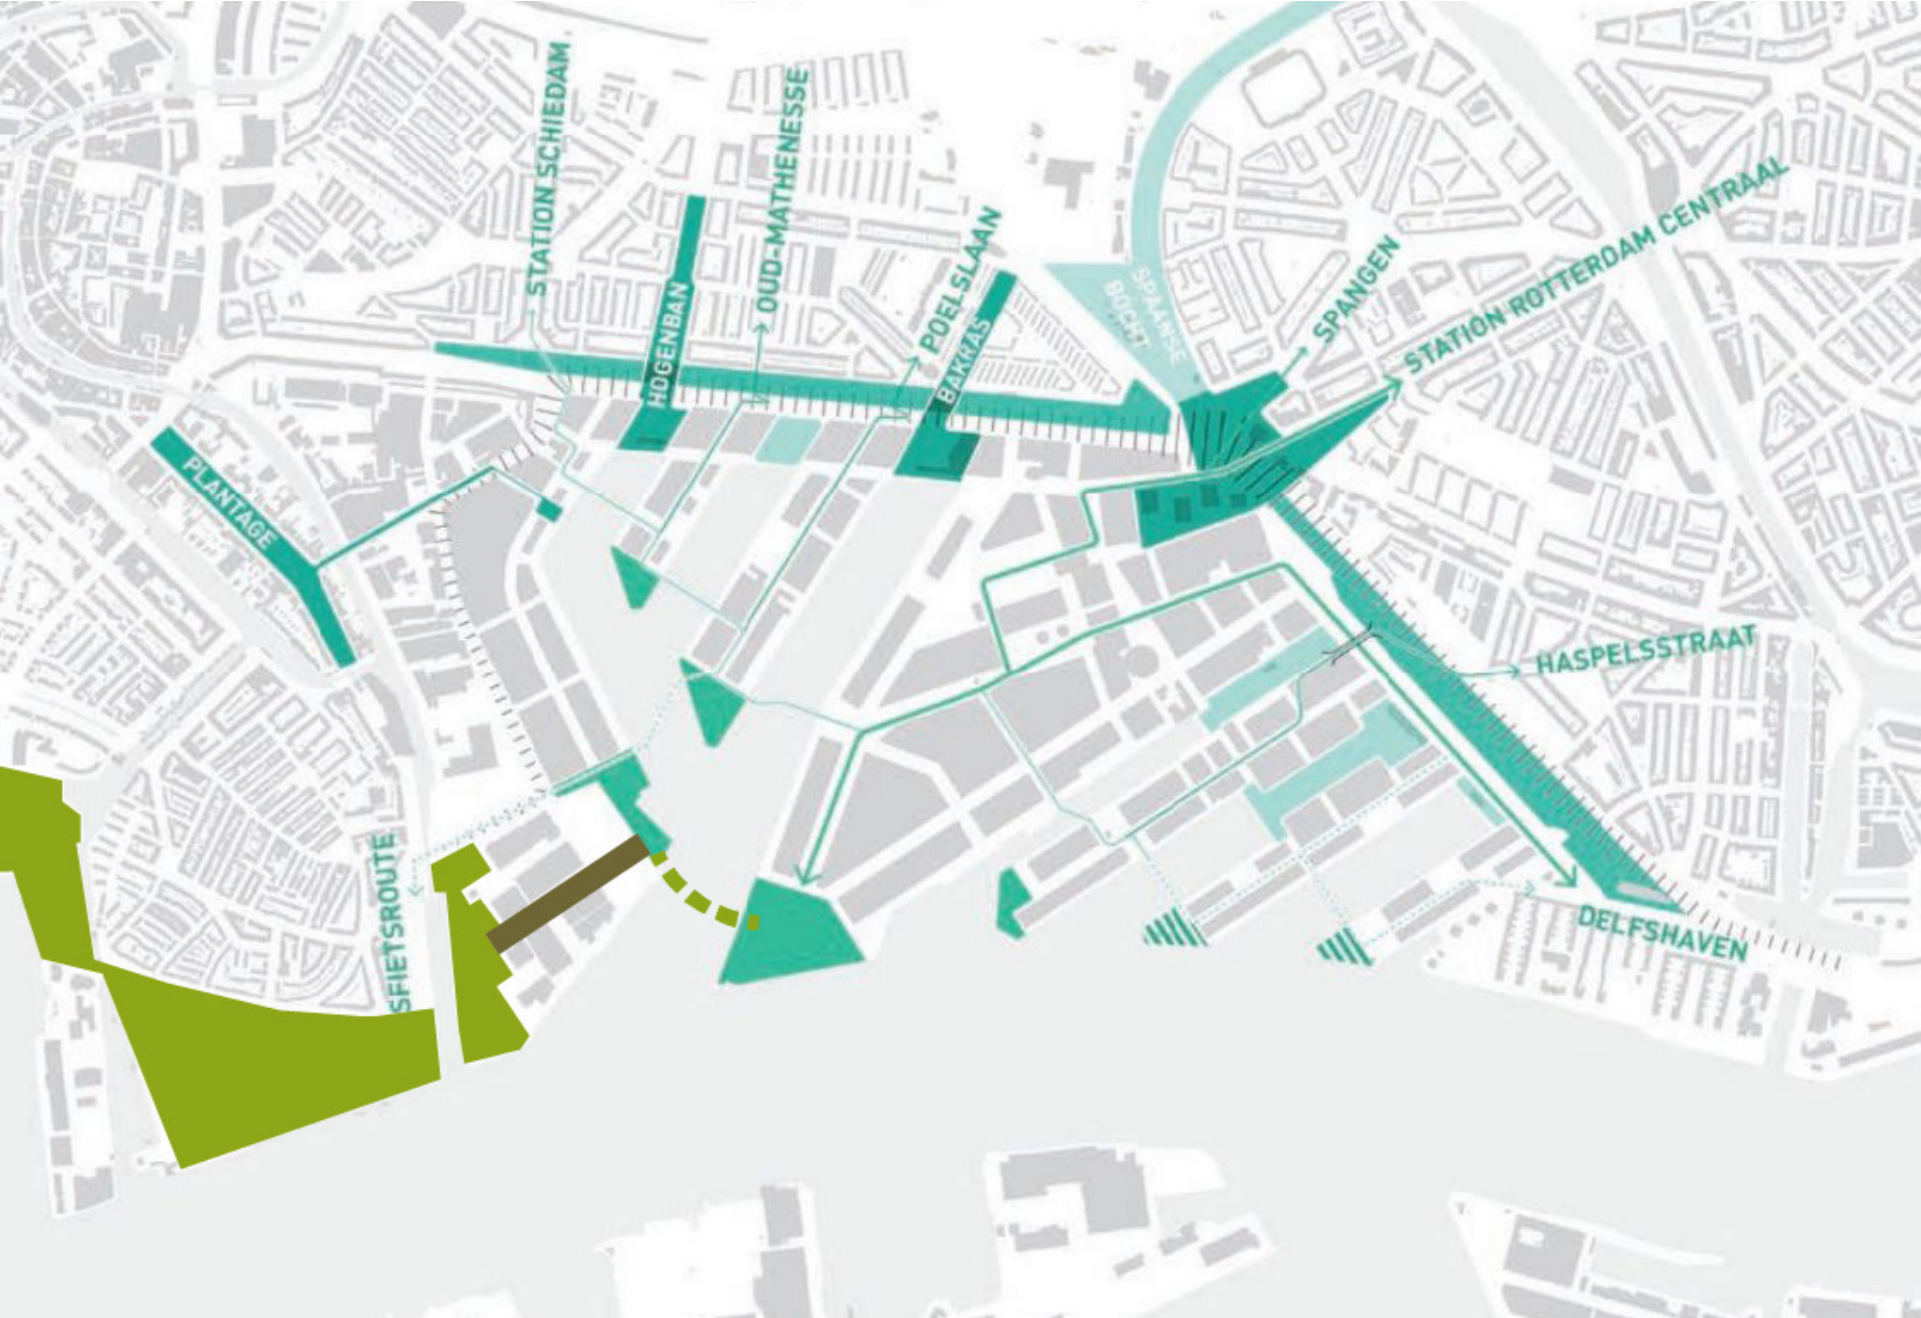 STATION SCHIEDAM
HOGENBAN
OUD-MATHENESSE
POELSLAAN
BAKRAS
SPAANSE
BOCHT
SPANGEN
STATION ROTTERDAM CENTRAAL
PLANTAGE
HASPELSSTRAAT
SFIETSROUTE
DELFSHAVEN